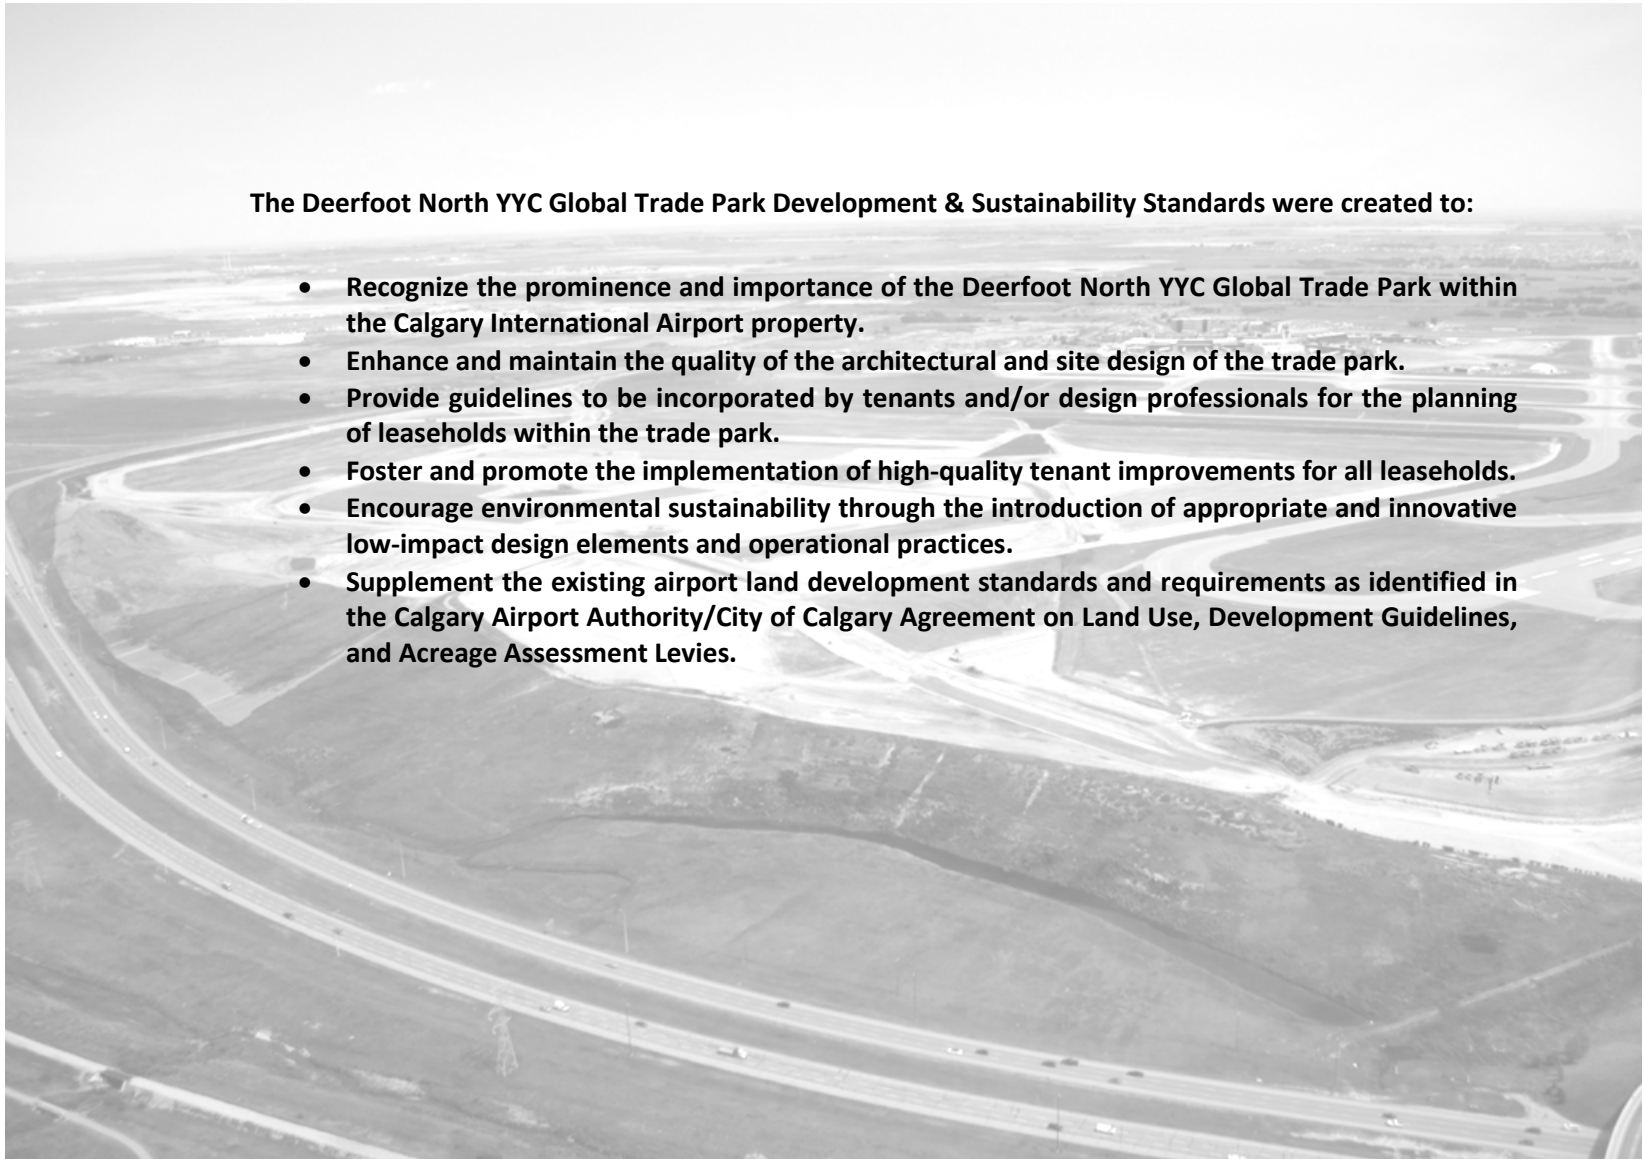 The Deerfoot North YYC Global Trade Park Development & Sustainability Standards were created to:
• Recognize the prominence and importance of the Deerfoot North YYC Global Trade Park within
the Calgary International Airport property.
• Enhance and maintain the quality of the architectural and site design of the trade park.
• Provide guidelines to be incorporated by tenants and/or design professionals for the planning
of leaseholds within the trade park.
• Foster and promote the implementation of high-quality tenant improvements for all leaseholds.
• Encourage environmental sustainability through the introduction of appropriate and innovative
low-impact design elements and operational practices.
• Supplement the existing airport land development standards and requirements as identified in
the Calgary Airport Authority/City of Calgary Agreement on Land Use, Development Guidelines,
and Acreage Assessment Levies.